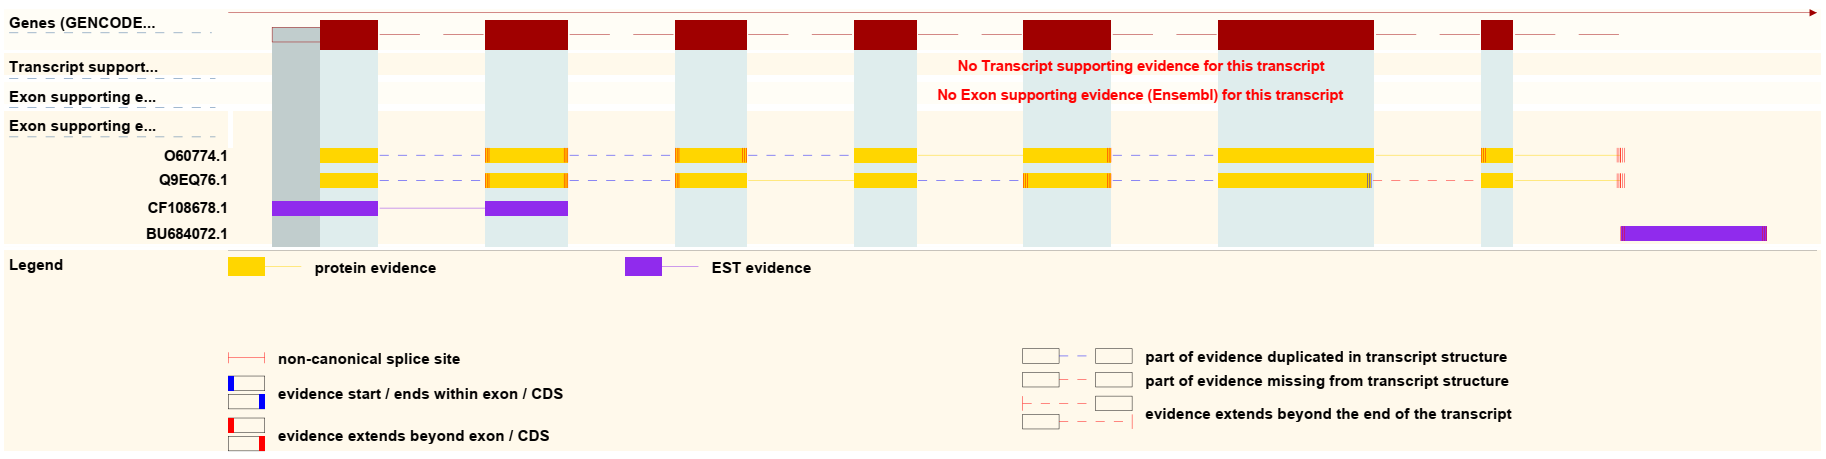 Genes (GENCODE...
Transcript support...
No Transcript supporting evidence for this transcript
Exon supporting e...
No Exon supporting evidence (Ensembl) for this transcript
Exon supporting e...
O60774.1
Q9EQ76.1
CF108678.1
BU684072.1
Legend
protein evidence
EST evidence
non-canonical splice site
evidence start / ends within exon / CDS
evidence extends beyond exon / CDS
part of evidence duplicated in transcript structure
part of evidence missing from transcript structure
evidence extends beyond the end of the transcript